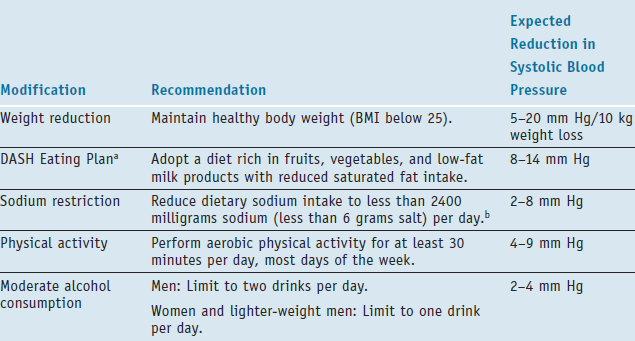 Modification Recommendation Expected Reduction in Systolic Blood Pressure
Weight reduction Maintain healthy body weight (BMI below 25). 5–20 mm Hg/10 kg
weight loss
DASH Eating Planᵃ Adopt a diet rich in fruits, vegetables, and low-fat 8–14 mm Hg
milk products with reduced saturated fat intake.
Sodium restriction Reduce dietary sodium intake to less than 2400 2–8 mm Hg
milligrams sodium (less than 6 grams salt) per day.ᵇ
Physical activity Perform aerobic physical activity for at least 30 4–9 mm Hg
minutes per day, most days of the week.
Moderate alcohol Men: Limit to two drinks per day. 2–4 mm Hg
consumption
Women and lighter-weight men: Limit to one drink
per day.